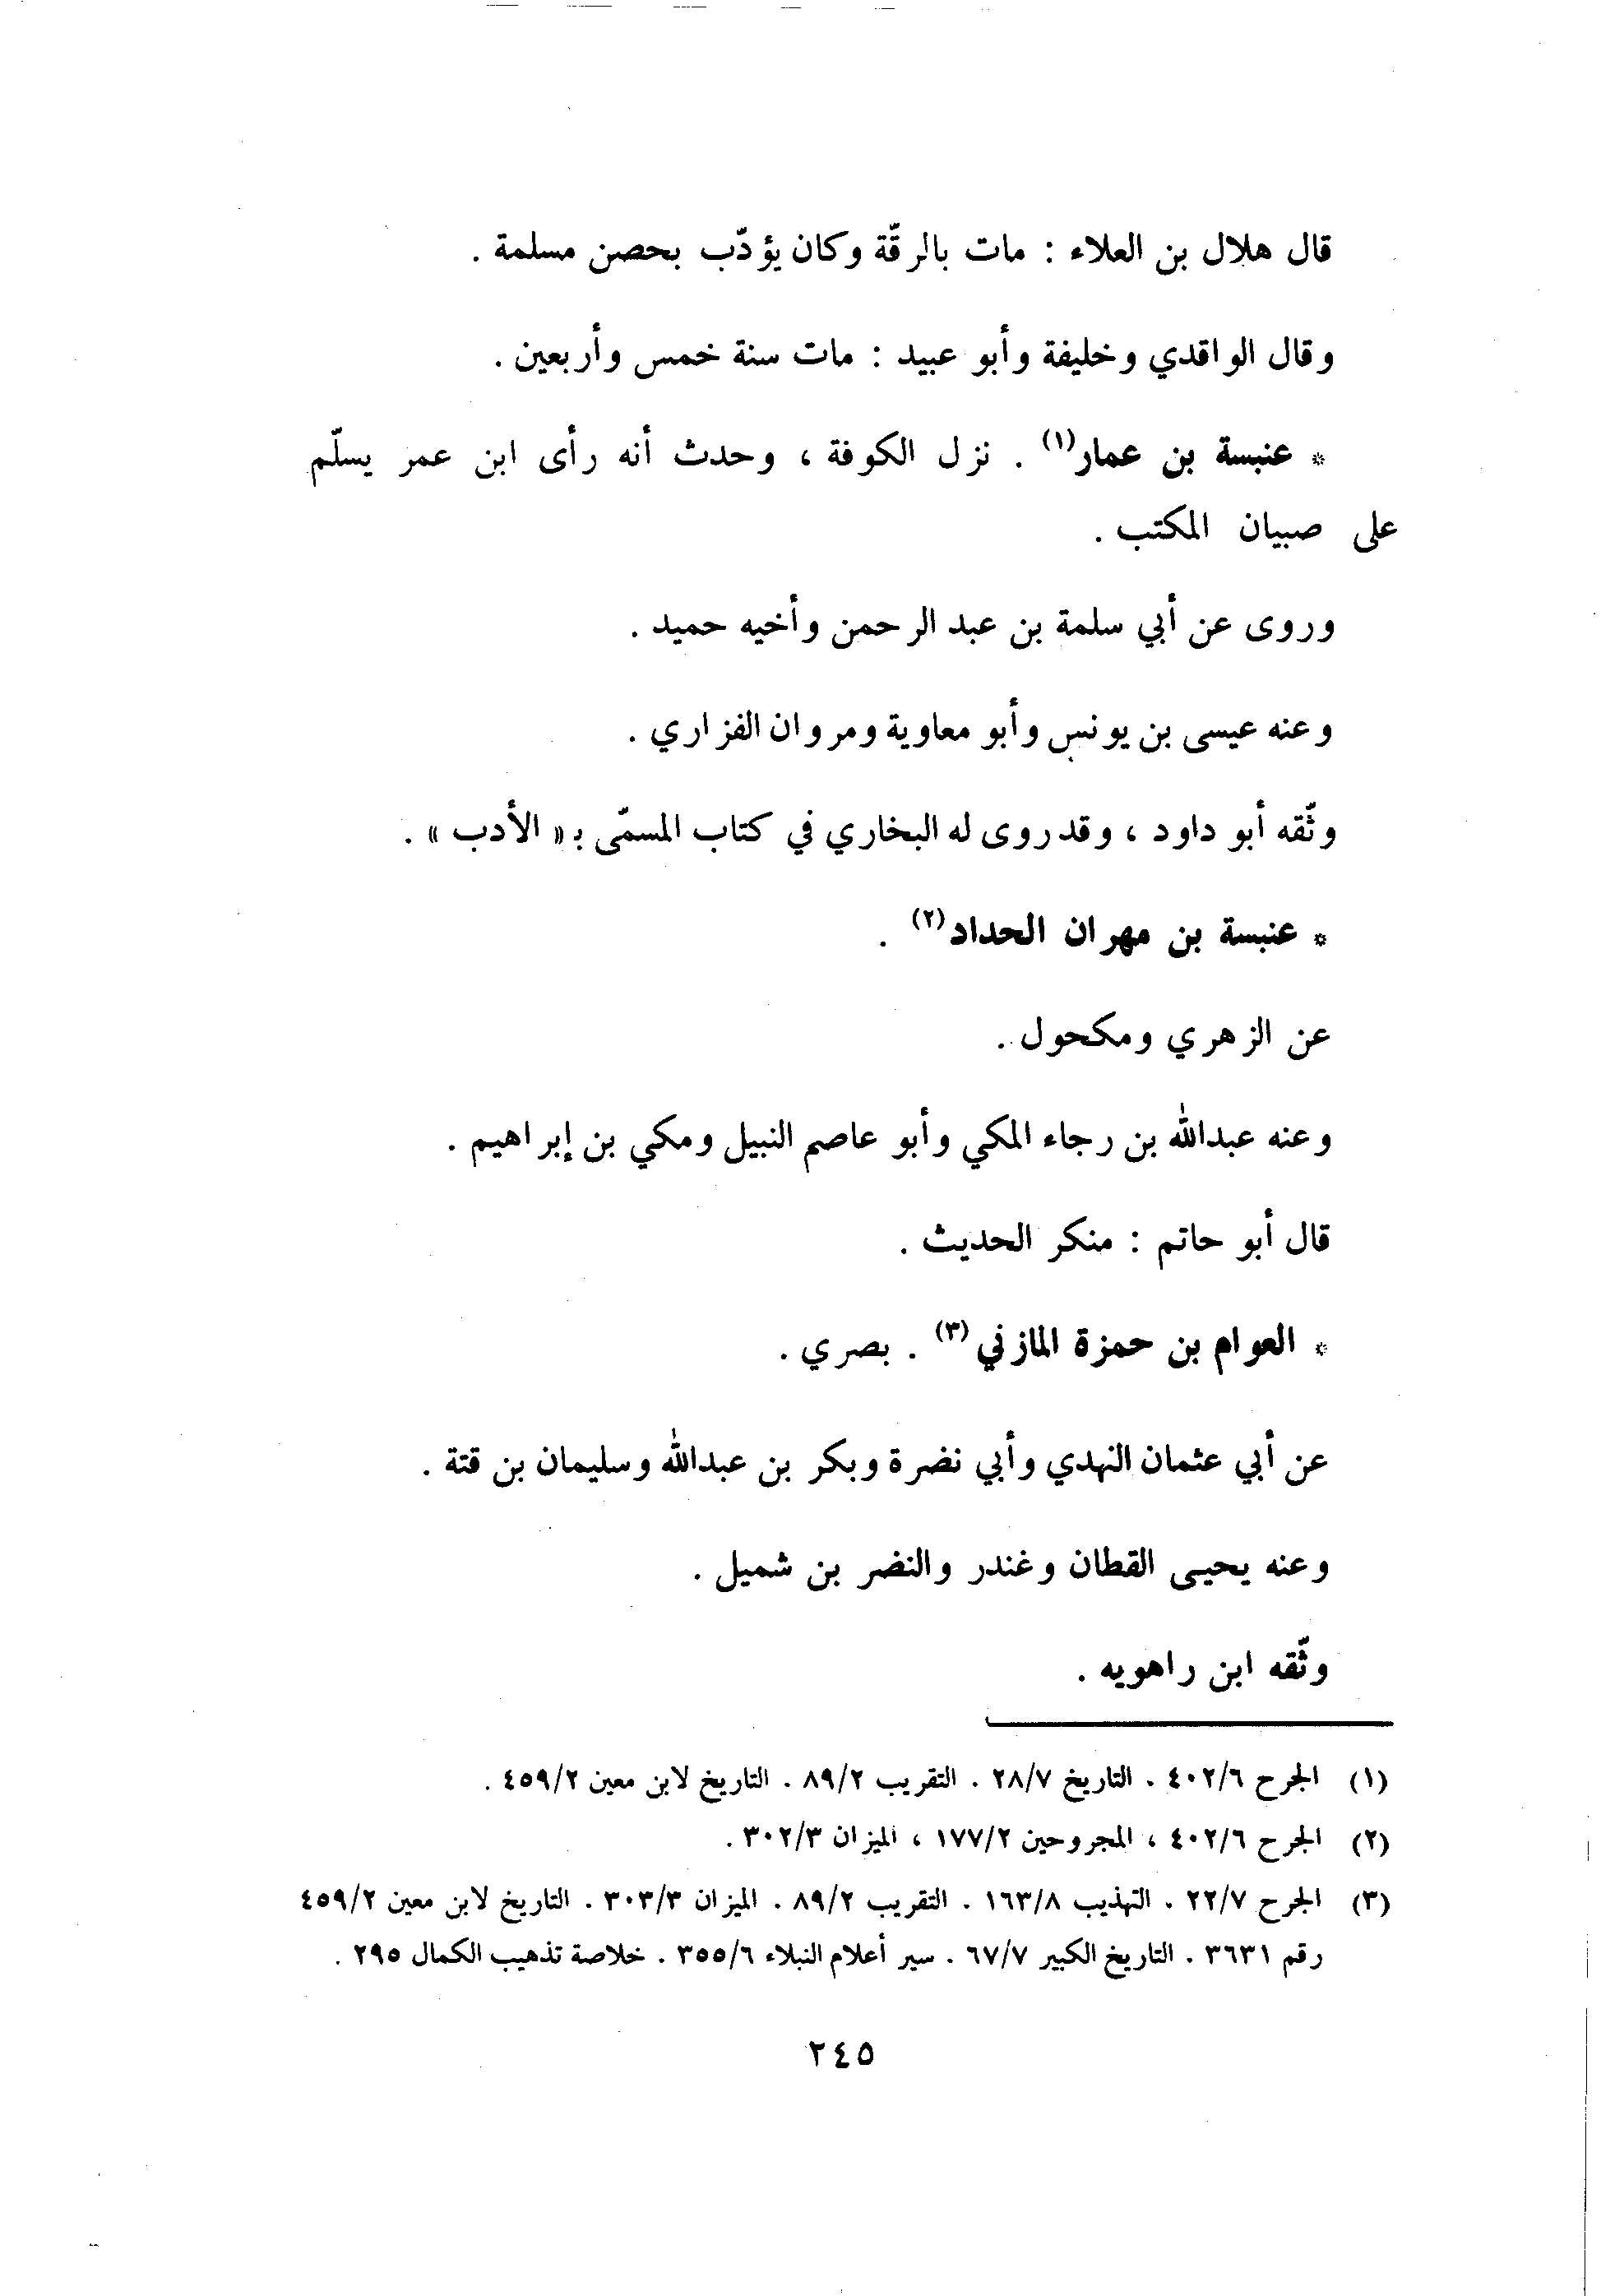 قال هلال بن العلاء : مات بالرقّة وكان يؤدّب بحصن مسلمة .
وقال الواقدي وخليفة وأبو عبيد : مات سنة خمس وأربعين .
* عنبسة بن عمار(١) . نزل الكوفة ، وحدث أنه رأى ابن عمر يسلّم
على صبيان المكتب .
وروى عن أبي سلمة بن عبد الرحمن وأخيه حميد .
وعنه عيسى بن يونس وأبو معاوية ومروان الفزاري .
وثّقه أبو داود ، وقد روى له البخاري في كتاب المسمّى بـ « الأدب » .
* عنبسة بن مهران الحداد(٢) .
عن الزهري ومكحول .
وعنه عبدالله بن رجاء المكي وأبو عاصم النبيل ومكي بن إبراهيم .
قال أبو حاتم : منكر الحديث .
* العوام بن حمزة المازني(٣) . بصري .
عن أبي عثمان النهدي وأبي نضرة وبكر بن عبدالله وسليمان بن قتة .
وعنه يحيى القطان وغندر والنضر بن شميل .
وثّقه ابن راهويه .
(١) الجرح ٤٠٢/٦ . التاريخ ٢٨/٧ . التقريب ٨٩/٢ . التاريخ لابن معين ٤٥٩/٢ .
(٢) الجرح ٤٠٢/٦ ، المجروحين ١٧٧/٢ ، الميزان ٣٠٢/٣ .
(٣) الجرح ٢٢/٧ . التهذيب ١٦٣/٨ . التقريب ٨٩/٢ . الميزان ٣٠٣/٣ . التاريخ لابن معين ٤٥٩/٢
رقم ٣٦٣١ . التاريخ الكبير ٦٧/٧ . سير أعلام النبلاء ٣٥٥/٦ . خلاصة تذهيب الكمال ٢٩٥ .
٢٤٥